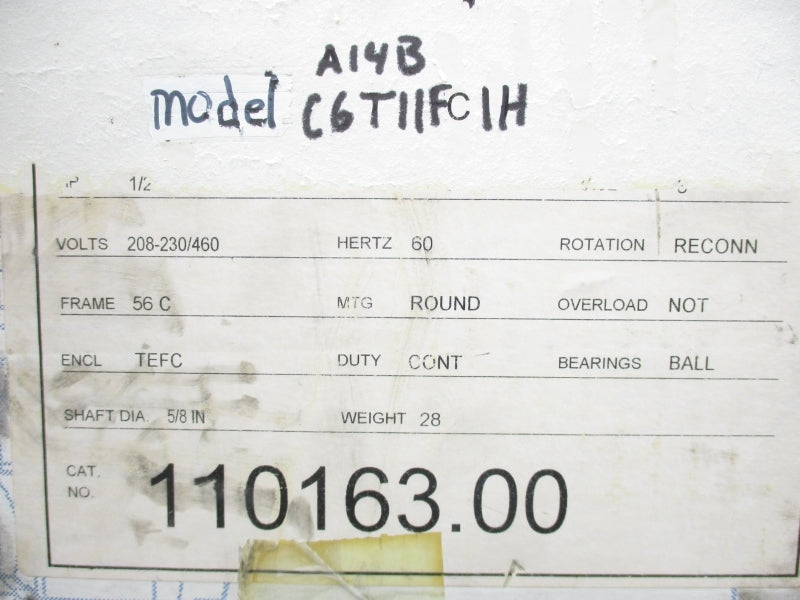 A14B
model C6T11FC1H
1/2
VOLTS 208-230/460 HERTZ 60 ROTATION RECONN
FRAME 56 C MTG ROUND OVERLOAD NOT
ENCL TEFC DUTY CONT BEARINGS BALL
SHAFT DIA. 5/8 IN WEIGHT 28
CAT. NO. 110163.00